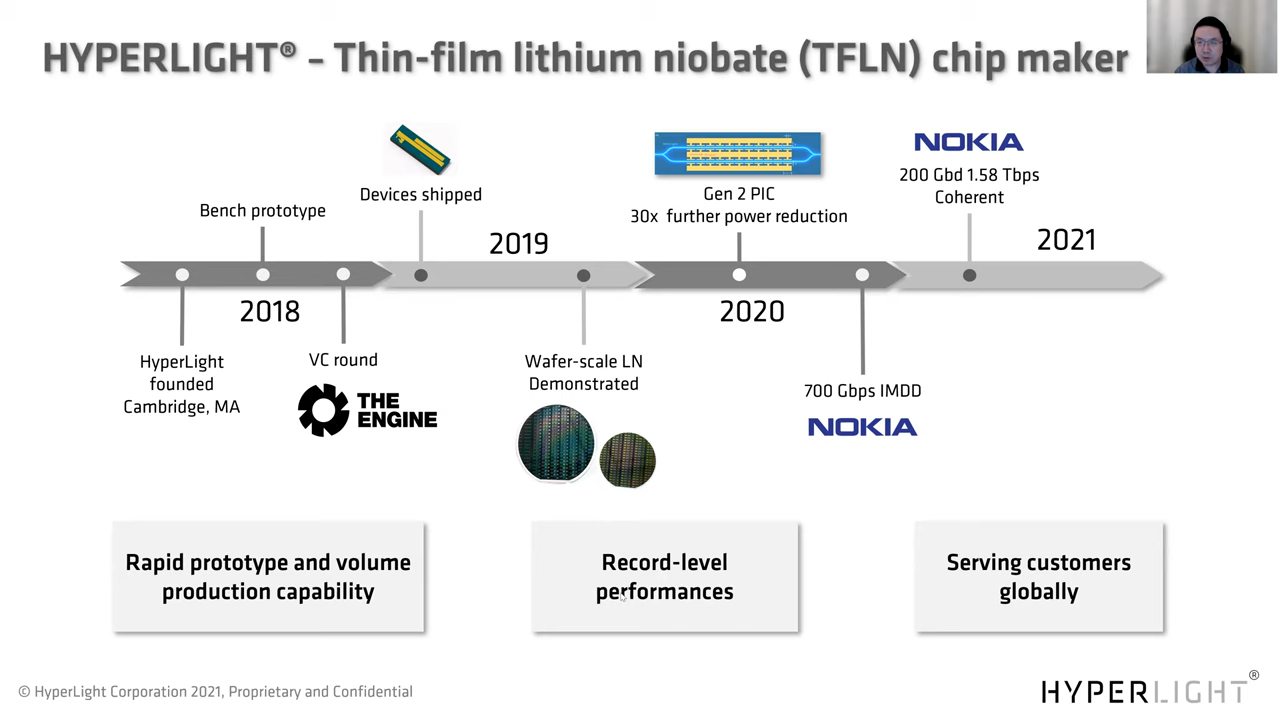 HYPERLIGHT® – Thin-film lithium niobate (TFLN) chip maker
Devices shipped
Bench prototype
Gen 2 PIC
30x further power reduction
NOKIA
200 Gbd 1.58 Tbps
Coherent
2018
2019
2020
2021
HyperLight
founded
Cambridge, MA
VC round
THE
ENGINE
Wafer-scale LN
Demonstrated
700 Gbps IMDD
NOKIA
Rapid prototype and volume
production capability
Record-level
performances
Serving customers
globally
© HyperLight Corporation 2021, Proprietary and Confidential
HYPERLIGHT®